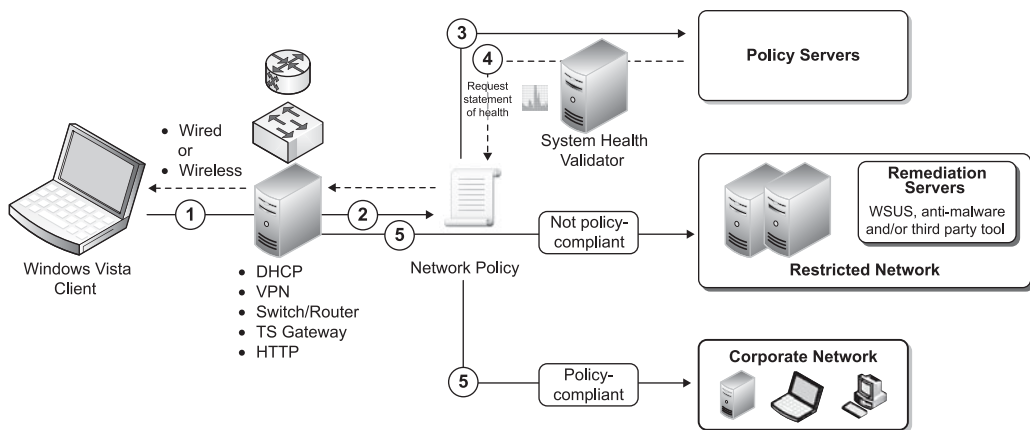 3
4
Policy Servers
Request
statement
of health
System Health
Validator
• Wired
or
• Wireless
1
2
5
Network Policy
Not policy-
compliant
Remediation
Servers
WSUS, anti-malware
and/or third party tool
Restricted Network
Windows Vista
Client
• DHCP
• VPN
• Switch/Router
• TS Gateway
• HTTP
5
Policy-
compliant
Corporate Network